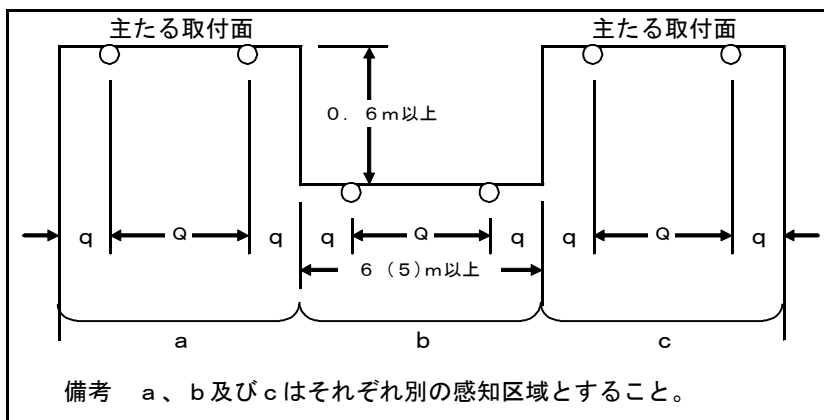 主たる取付面 主たる取付面
0.6m以上
q Q q q Q q q Q q
6(5)m以上
a b c
備考 a、b及びcはそれぞれ別の感知区域とすること。